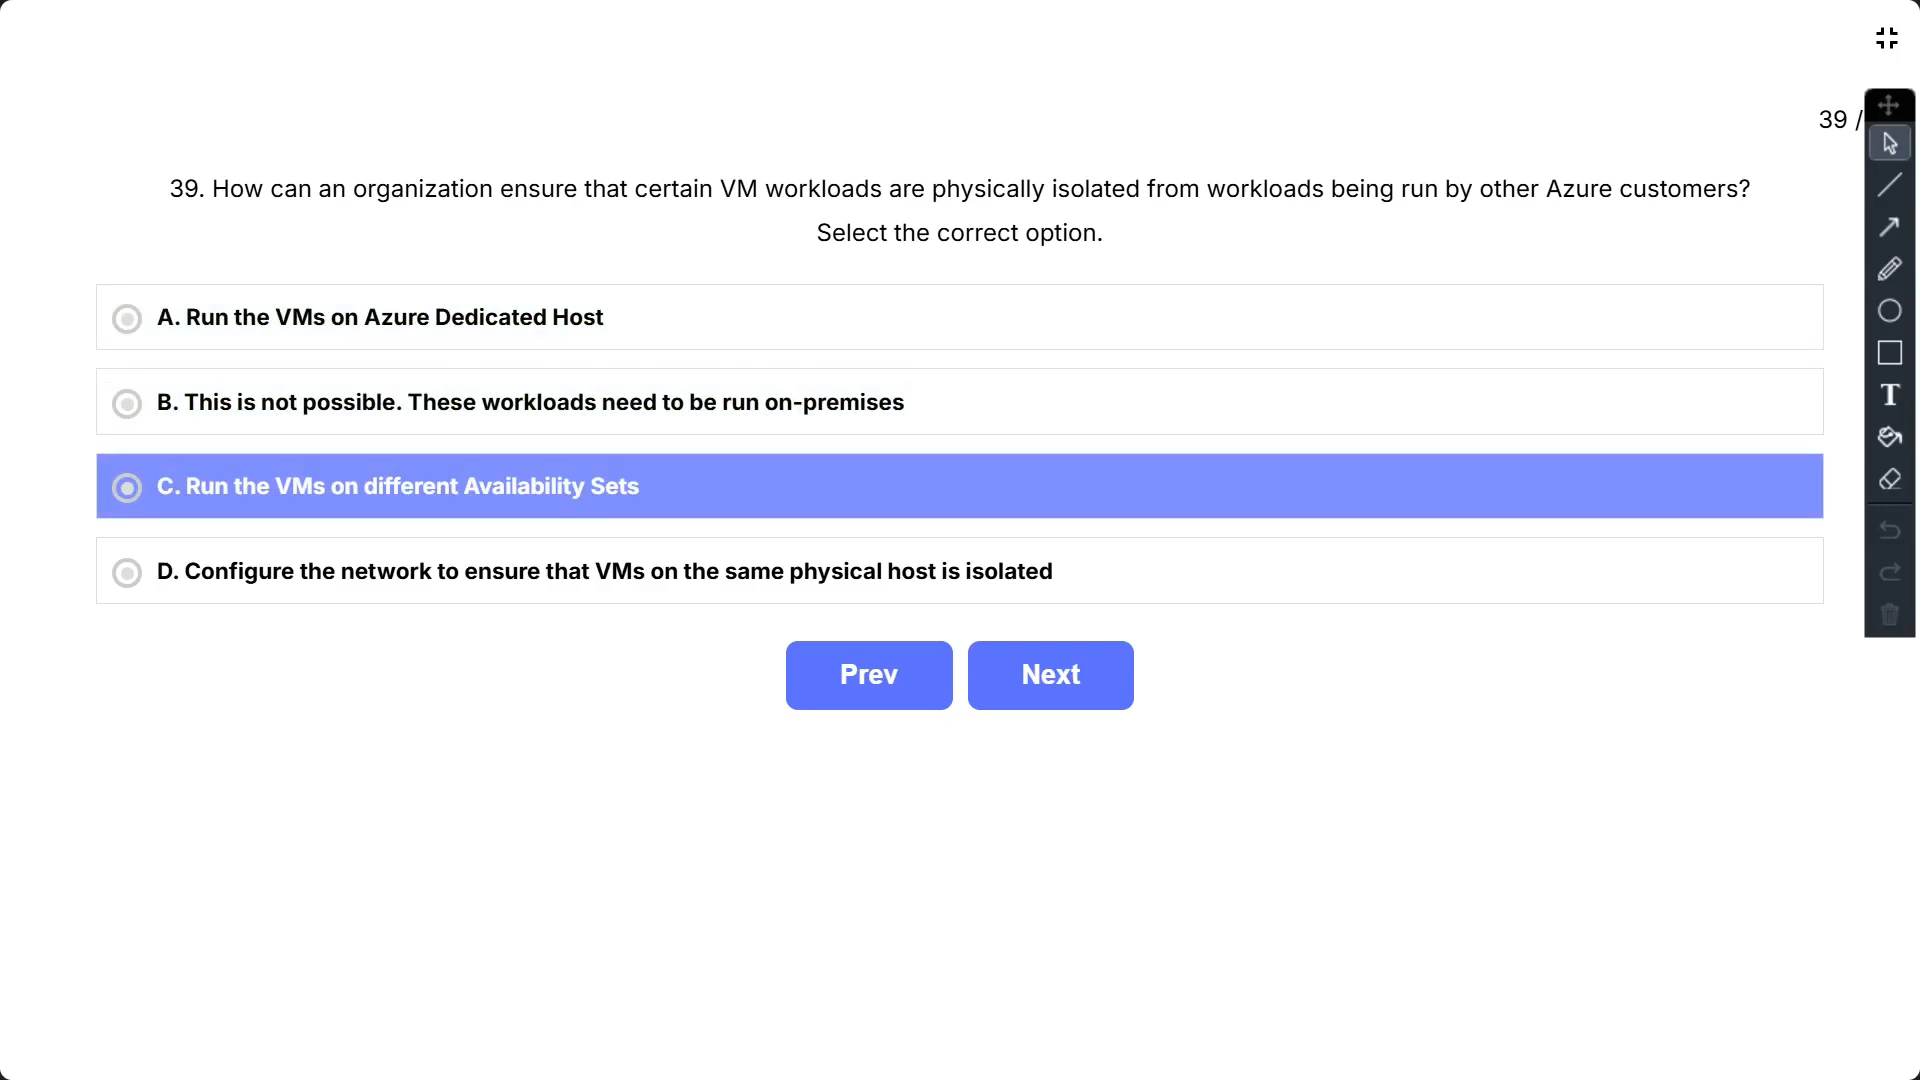 39 /
39. How can an organization ensure that certain VM workloads are physically isolated from workloads being run by other Azure customers?
Select the correct option.
A. Run the VMs on Azure Dedicated Host
B. This is not possible. These workloads need to be run on-premises
C. Run the VMs on different Availability Sets
D. Configure the network to ensure that VMs on the same physical host is isolated
Prev Next
T